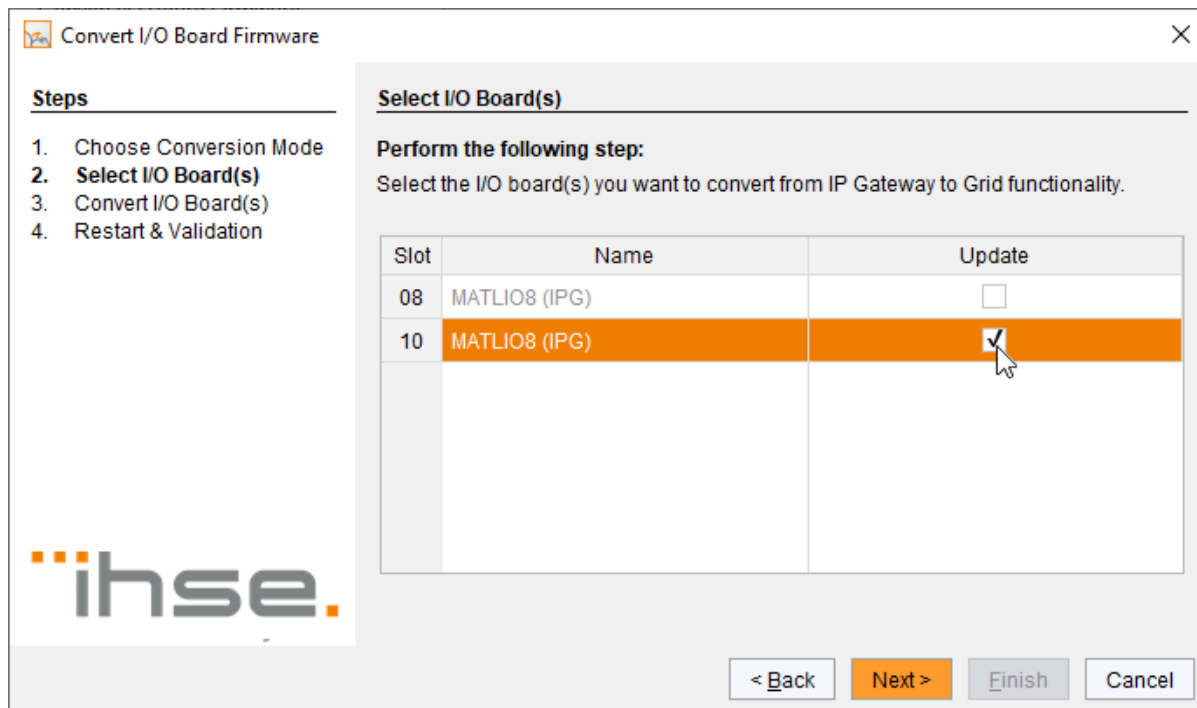 Convert I/O Board Firmware
Steps
1. Choose Conversion Mode
2. Select I/O Board(s)
3. Convert I/O Board(s)
4. Restart & Validation
ihse.
Select I/O Board(s)
Perform the following step:
Select the I/O board(s) you want to convert from IP Gateway to Grid functionality.
Slot Name Update
08 MATLIO8 (IPG)
10 MATLIO8 (IPG)
< Back Next > Finish Cancel